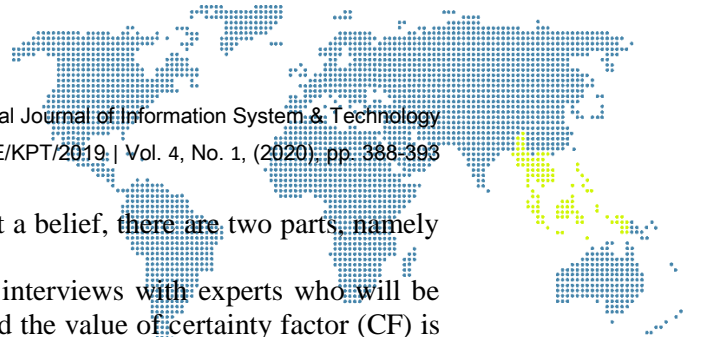 al Journal of Information System & Technology
E/KPT/2019 | Vol. 4, No. 1, (2020), pp. 388-393
t a belief, there are two parts, namely
interviews with experts who will be
d the value of certainty factor (CF) is